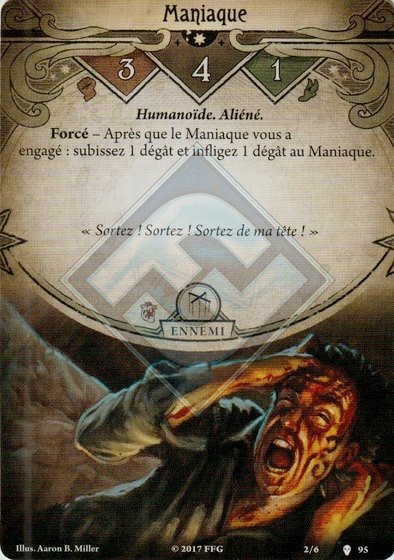 Maniaque
3 4 1
Humanoïde. Aliéné.
Forcé – Après que le Maniaque vous a
engagé : subissez 1 dégât et infligez 1 dégât au Maniaque.
« Sortez ! Sortez ! Sortez de ma tête ! »
ENNEMI
Illus. Aaron B. Miller © 2017 FFG 2/6 95